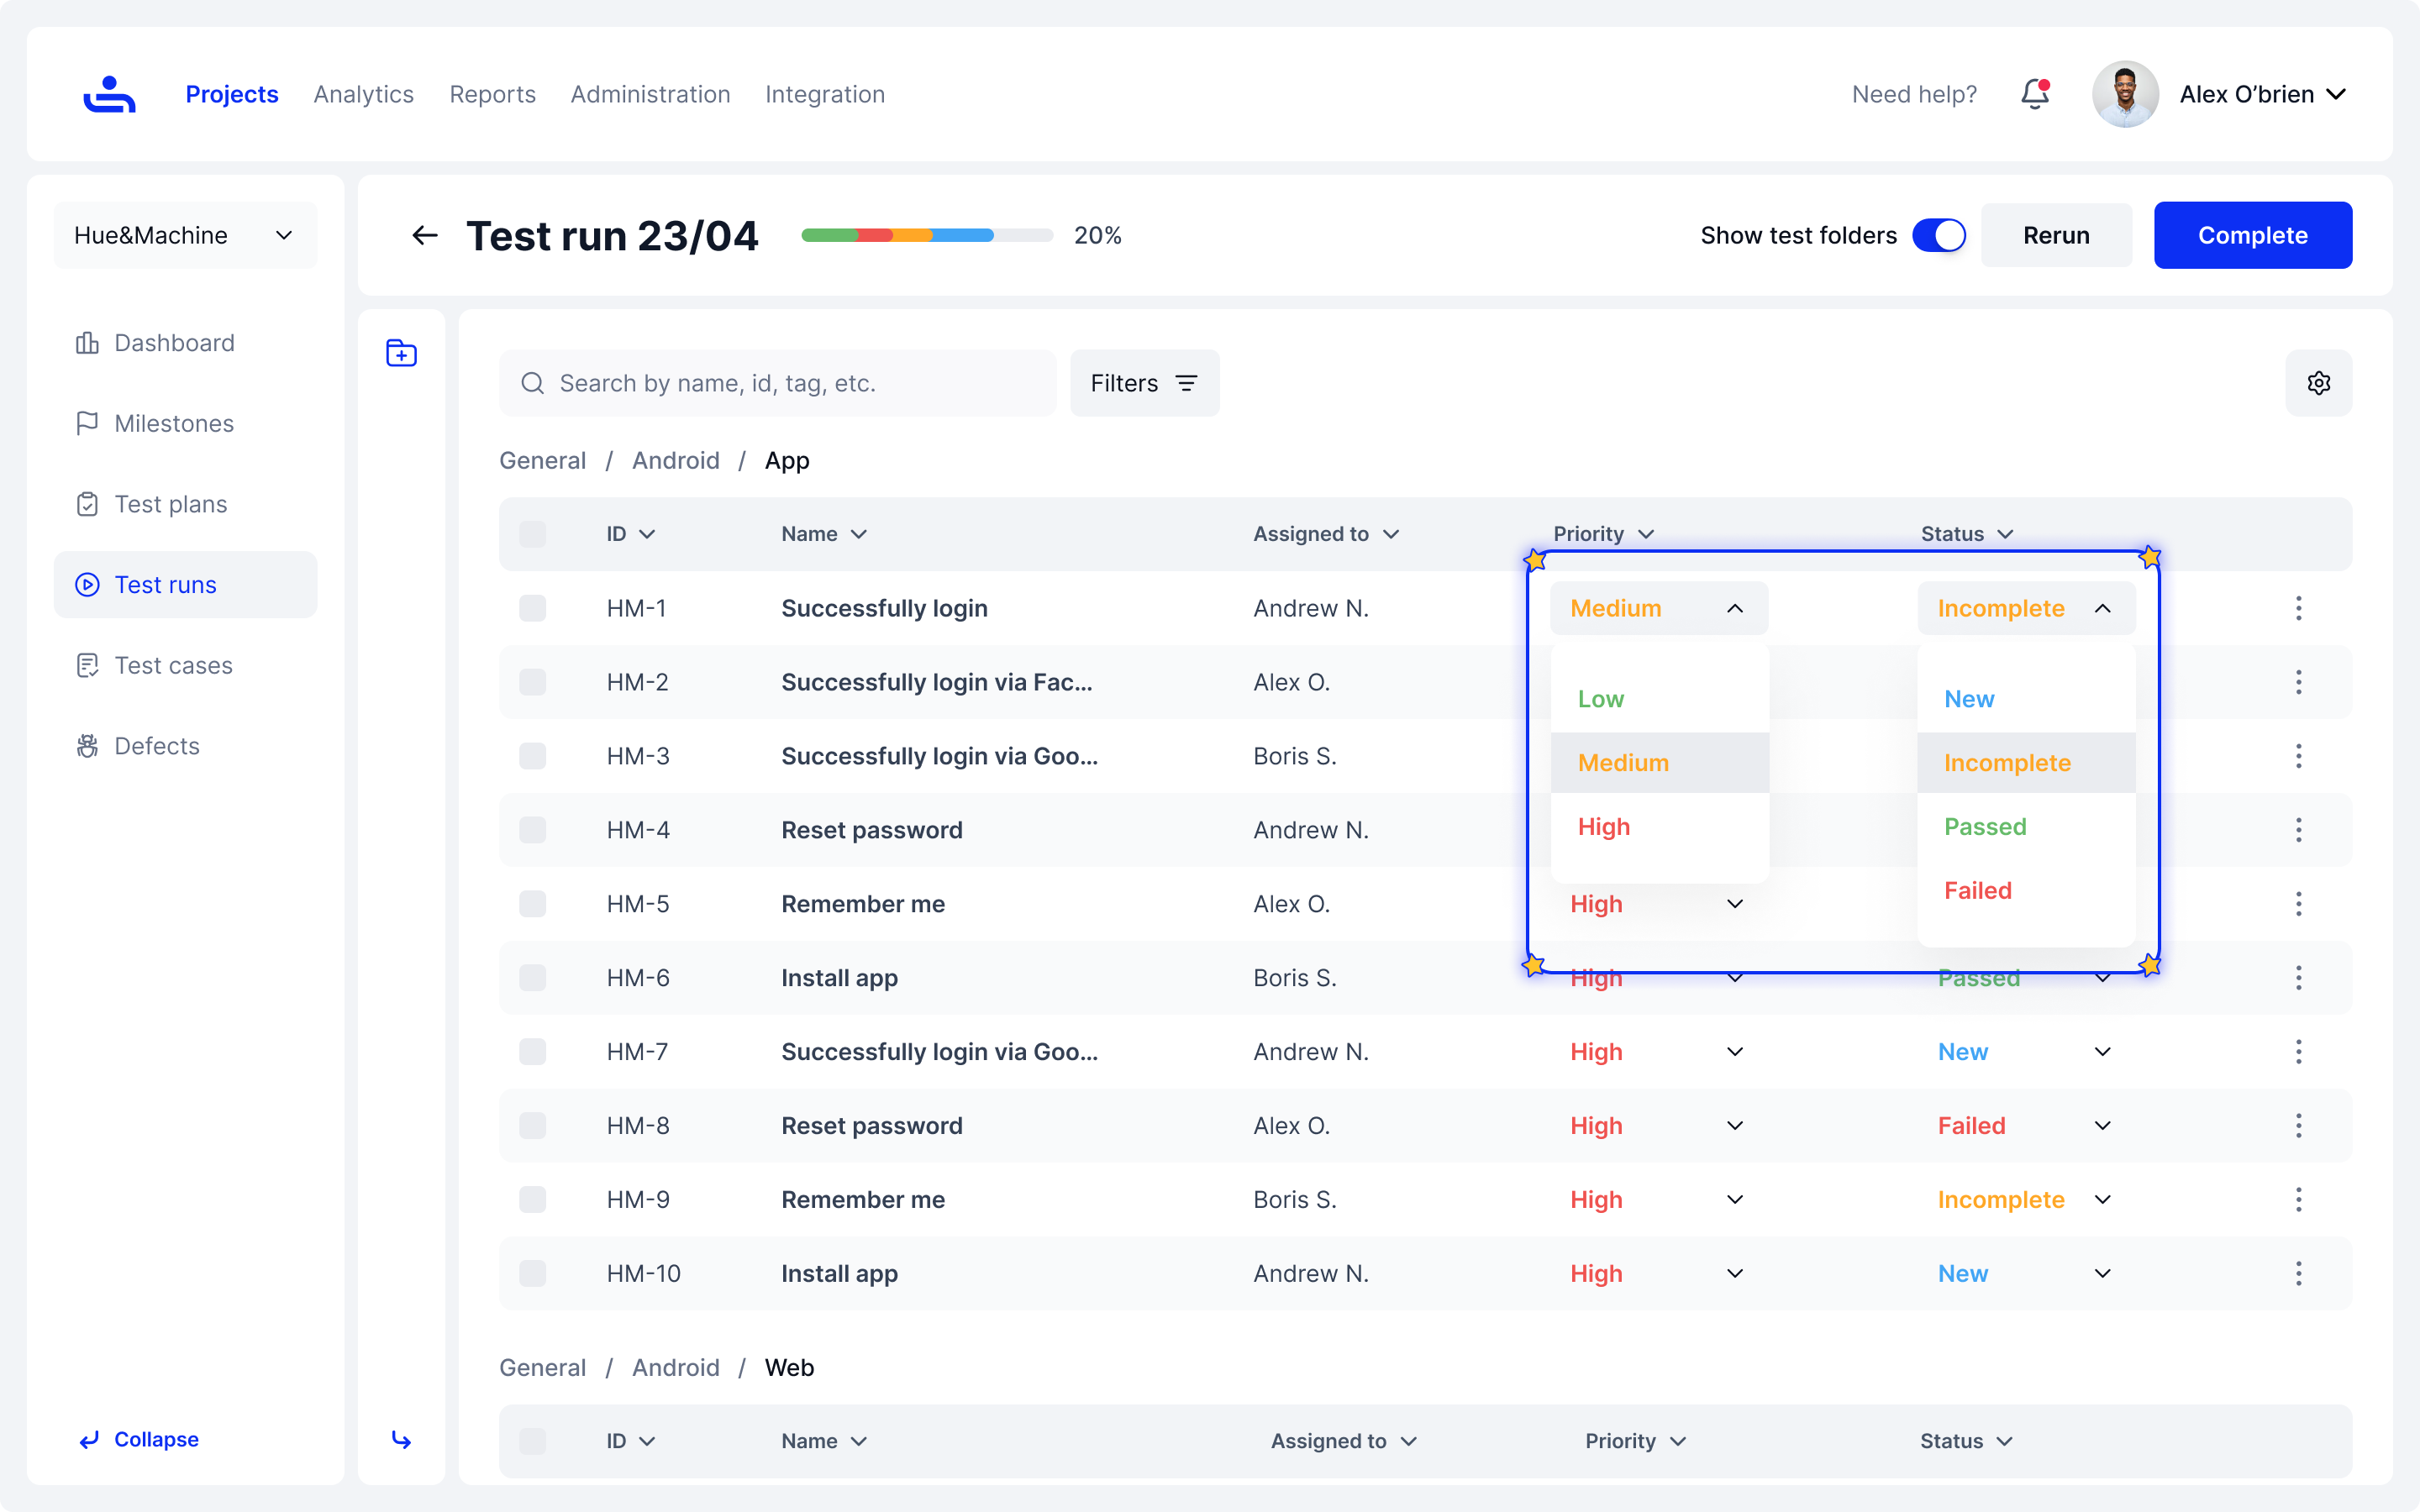 Projects Analytics Reports Administration Integration Need help? Alex O’brien
Hue&Machine
Dashboard
Milestones
Test plans
Test runs
Test cases
Defects
Collapse
Test run 23/04 20% Show test folders Rerun Complete
Search by name, id, tag, etc. Filters
General / Android / App
ID Name Assigned to Priority Status
HM-1 Successfully login Andrew N. Medium Incomplete
HM-2 Successfully login via Fac... Alex O.
Low New
HM-3 Successfully login via Goo... Boris S.
Medium Incomplete
HM-4 Reset password Andrew N.
High Passed
Failed
HM-5 Remember me Alex O. High
HM-6 Install app Boris S. High Passed
HM-7 Successfully login via Goo... Andrew N. High New
HM-8 Reset password Alex O. High Failed
HM-9 Remember me Boris S. High Incomplete
HM-10 Install app Andrew N. High New
General / Android / Web
ID Name Assigned to Priority Status